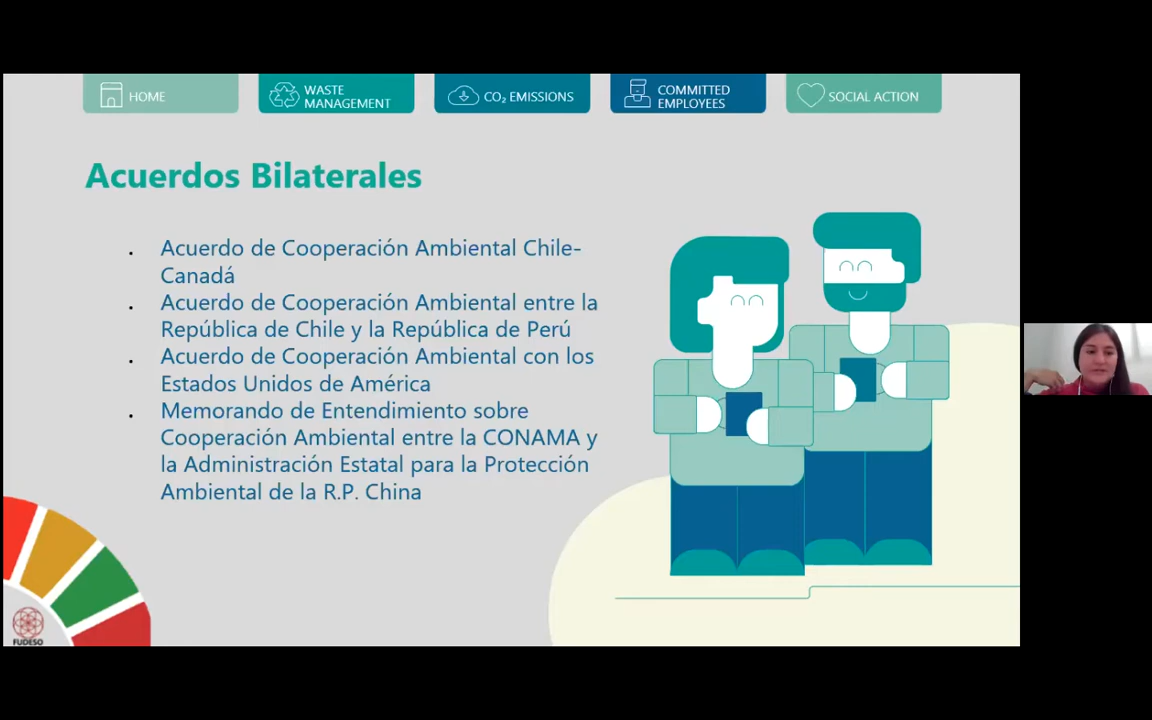 HOME
WASTE
MANAGEMENT
CO₂ EMISSIONS
COMMITTED
EMPLOYEES
SOCIAL ACTION
Acuerdos Bilaterales
. Acuerdo de Cooperación Ambiental Chile-
Canadá
. Acuerdo de Cooperación Ambiental entre la
República de Chile y la República de Perú
. Acuerdo de Cooperación Ambiental con los
Estados Unidos de América
. Memorando de Entendimiento sobre
Cooperación Ambiental entre la CONAMA y
la Administración Estatal para la Protección
Ambiental de la R.P. China
FUDESO